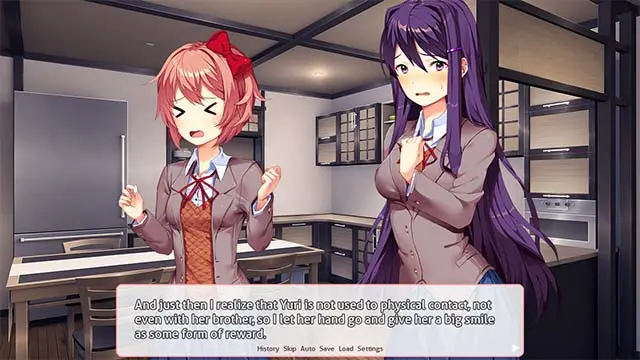 And just then I realize that Yuri is not used to physical contact, not
even with her brother, so I let her hand go and give her a big smile
as some form of reward.
History Skip Auto Save Load Settings